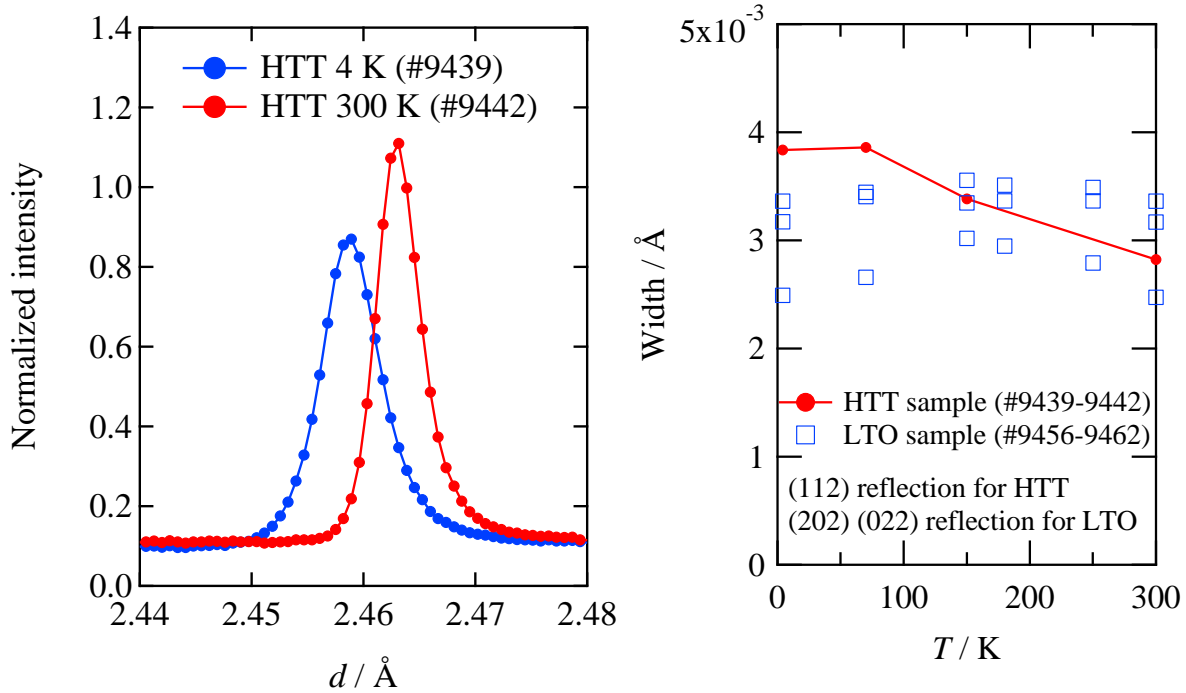 1.4
1.2
1.0
0.8
0.6
0.4
0.2
0.0
Normalized intensity
HTT 4 K (#9439)
HTT 300 K (#9442)
2.44
2.45
2.46
2.47
2.48
d / Å
5x10⁻³
4
3
2
1
0
Width / Å
HTT sample (#9439-9442)
LTO sample (#9456-9462)
(112) reflection for HTT
(202) (022) reflection for LTO
0
100
200
300
T / K